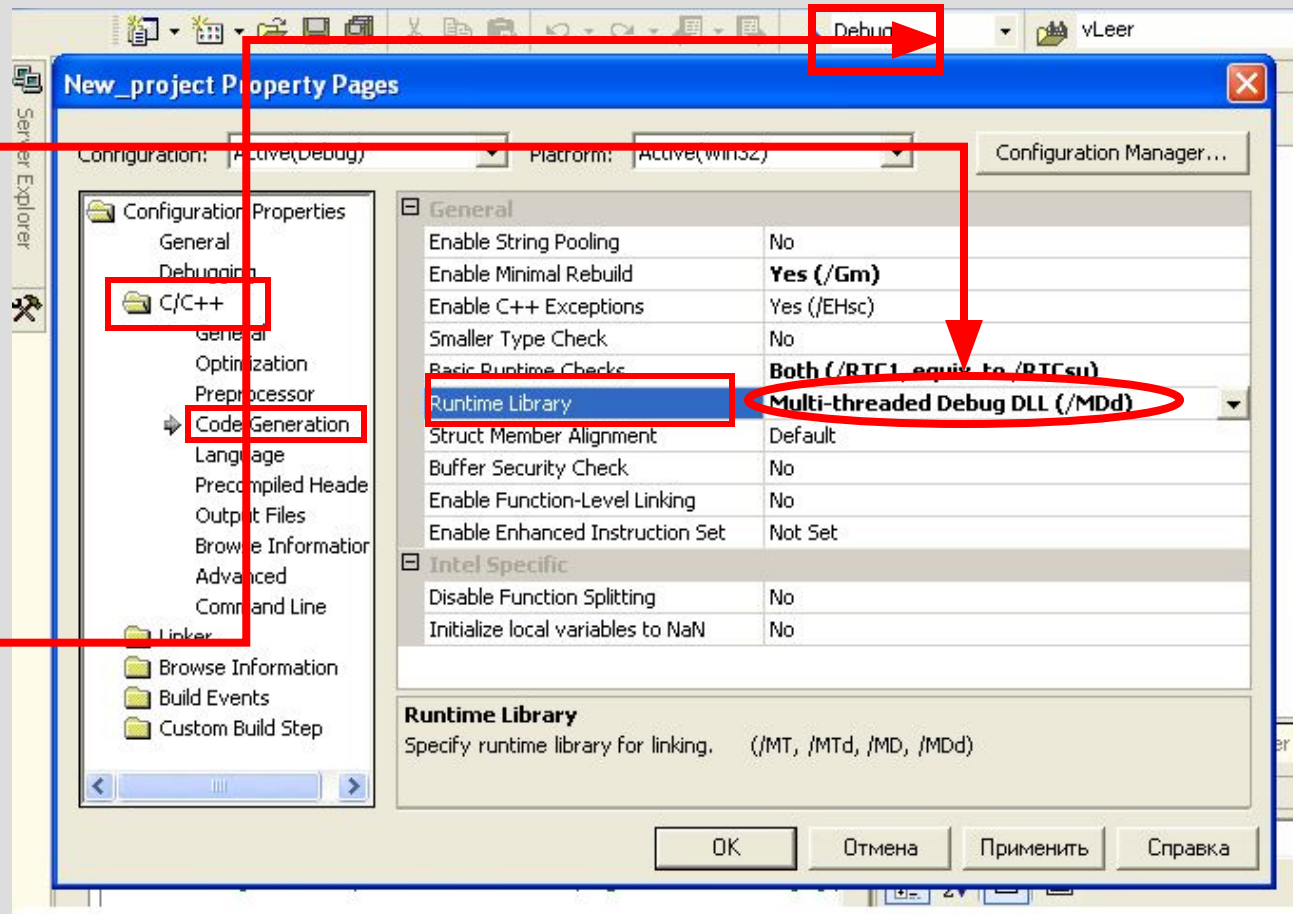 Debug vLeer
Server Explorer
New_project Property Pages
Configuration: Active(Debug) Platform: Active(Win32) Configuration Manager...
Configuration Properties
General
Debugging
C/C++
General
Optimization
Preprocessor
Code Generation
Language
Precompiled Heade
Output Files
Browse Information
Advanced
Command Line
Linker
Browse Information
Build Events
Custom Build Step
General
Enable String Pooling No
Enable Minimal Rebuild Yes (/Gm)
Enable C++ Exceptions Yes (/EHsc)
Smaller Type Check No
Basic Runtime Checks Both (/RTC1, equiv. to /RTCsu)
Runtime Library Multi-threaded Debug DLL (/MDd)
Struct Member Alignment Default
Buffer Security Check No
Enable Function-Level Linking No
Enable Enhanced Instruction Set Not Set
Intel Specific
Disable Function Splitting No
Initialize local variables to NaN No
Runtime Library
Specify runtime library for linking. (/MT, /MTd, /MD, /MDd)
OK Отмена Применить Справка